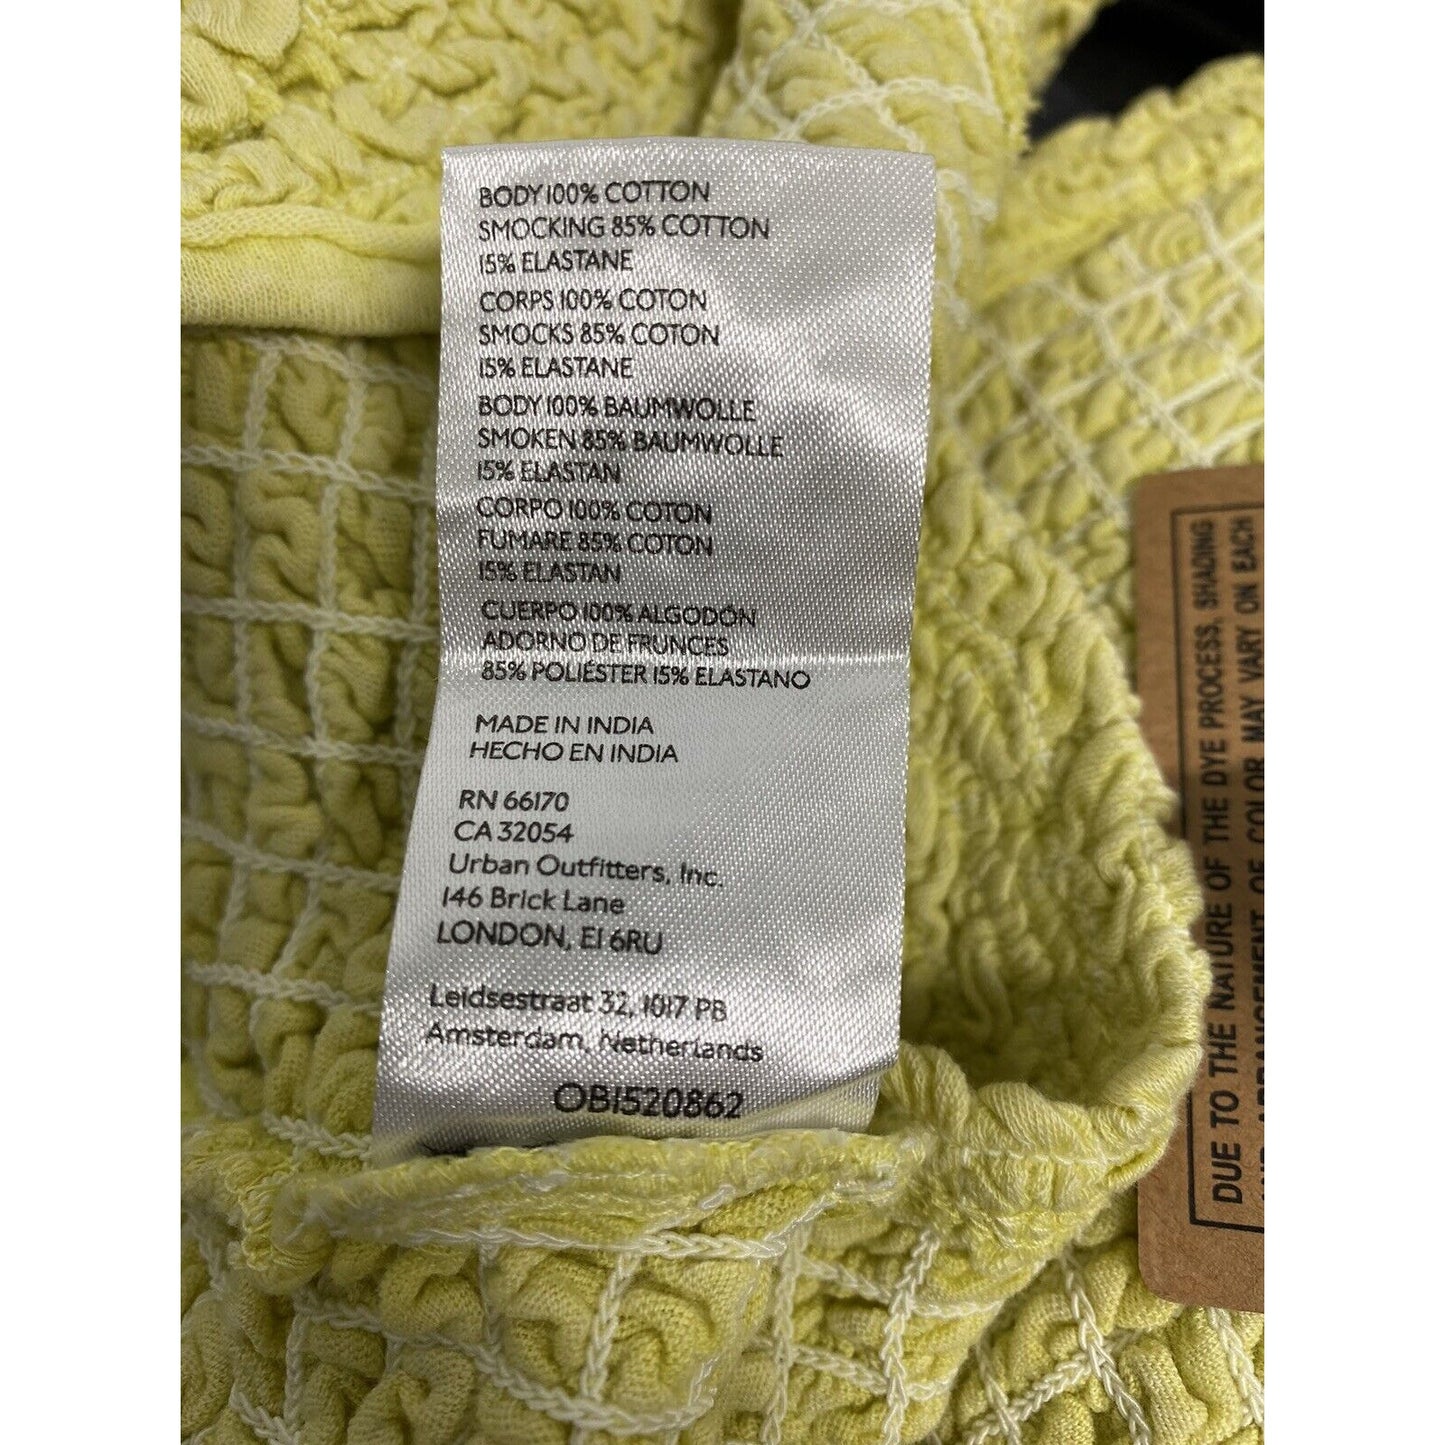 BODY 100% COTTON
SMOCKING 85% COTTON
15% ELASTANE
CORPS 100% COTON
SMOCKS 85% COTON
15% ELASTANE
BODY 100% BAUMWOLLE
SMOKEN 85% BAUMWOLLE
15% ELASTAN
CORPO 100% COTON
FUMARE 85% COTON
15% ELASTAN
CUERPO 100% ALGODÓN
ADORNO DE FRUNCES
85% POLIÉSTER 15% ELASTANO
MADE IN INDIA
HECHO EN INDIA
RN 66170
CA 32054
Urban Outfitters, Inc.
146 Brick Lane
LONDON, E1 6RU
Leidsestraat 32, 1017 PB
Amsterdam, Netherlands
OB1520862
DUE TO THE NATURE OF THE DYE PROCESS, SHADING
ARRANGEMENT OF COLOR MAY VARY ON EACH